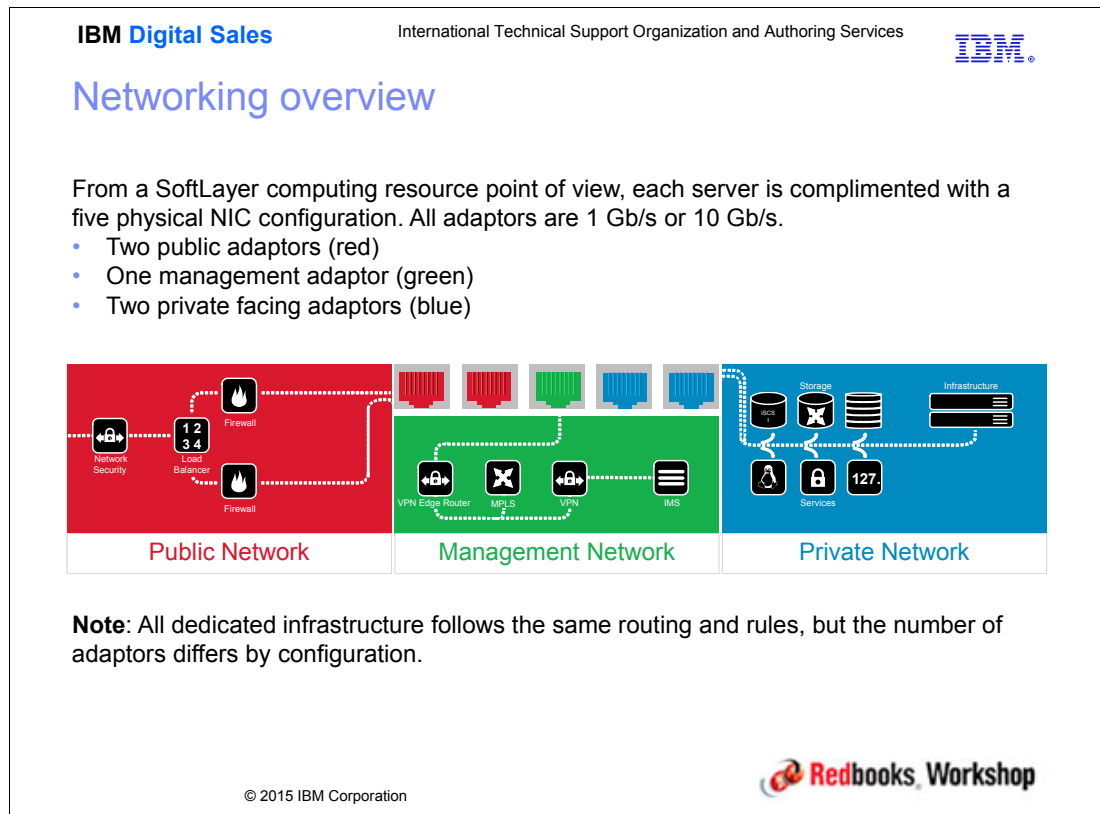 IBM Digital Sales
International Technical Support Organization and Authoring Services
IBM®
Networking overview
From a SoftLayer computing resource point of view, each server is complimented with a
five physical NIC configuration. All adaptors are 1 Gb/s or 10 Gb/s.
• Two public adaptors (red)
• One management adaptor (green)
• Two private facing adaptors (blue)
Network
Security
1 2
3 4
Load
Balancer
Firewall
Firewall
VPN Edge Router
MPLS
VPN
IMS
Storage
iSCS
I
Infrastructure
127.
Services
Public Network
Management Network
Private Network
Note: All dedicated infrastructure follows the same routing and rules, but the number of
adaptors differs by configuration.
© 2015 IBM Corporation
Redbooks® Workshop